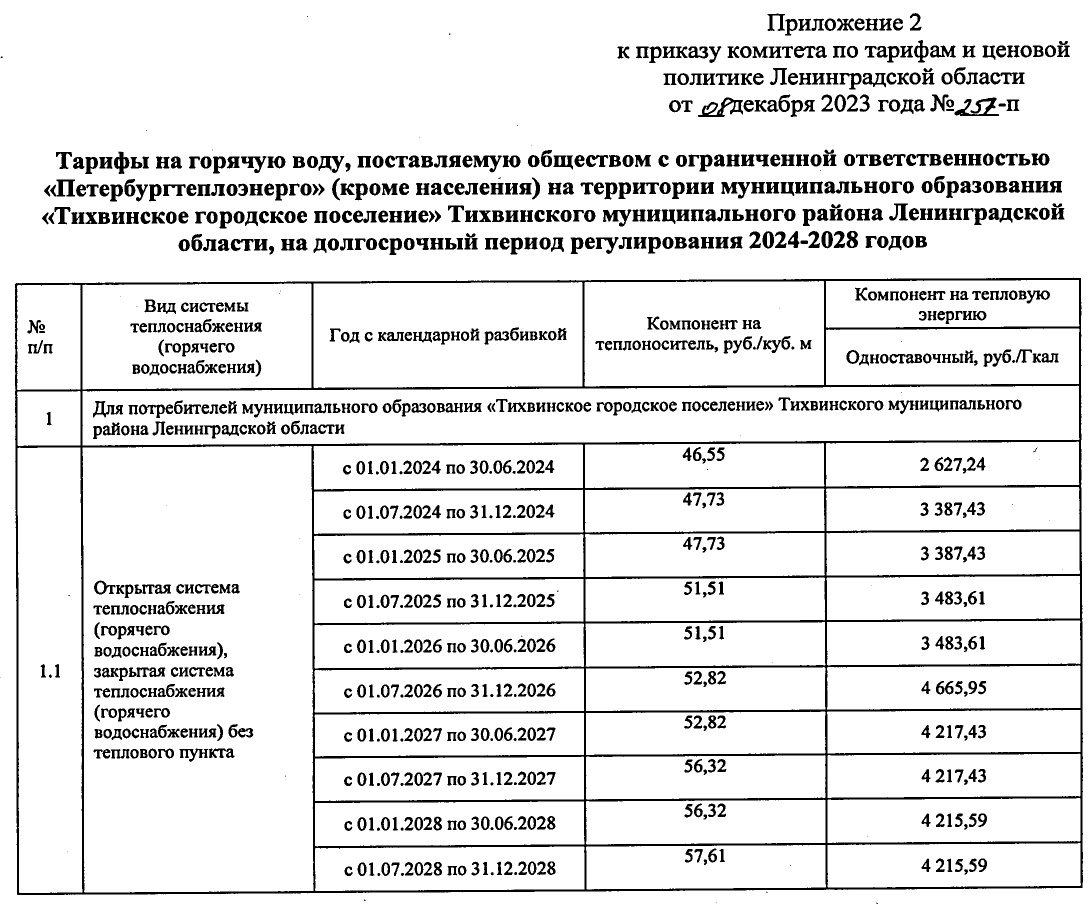 Приложение 2
к приказу комитета по тарифам и ценовой
политике Ленинградской области
от 08 декабря 2023 года № 257-п
Тарифы на горячую воду, поставляемую обществом с ограниченной ответственностью
«Петербургтеплоэнерго» (кроме населения) на территории муниципального образования
«Тихвинское городское поселение» Тихвинского муниципального района Ленинградской
области, на долгосрочный период регулирования 2024-2028 годов
№
п/п
Вид системы
теплоснабжения
(горячего
водоснабжения)
Год с календарной разбивкой
Компонент на
теплоноситель, руб./куб. м
Компонент на тепловую
энергию
Одноставочный, руб./Гкал
1
Для потребителей муниципального образования «Тихвинское городское поселение» Тихвинского муниципального
района Ленинградской области
1.1
Открытая система
теплоснабжения
(горячего
водоснабжения),
закрытая система
теплоснабжения
(горячего
водоснабжения) без
теплового пункта
с 01.01.2024 по 30.06.2024 46,55 2 627,24
с 01.07.2024 по 31.12.2024 47,73 3 387,43
с 01.01.2025 по 30.06.2025 47,73 3 387,43
с 01.07.2025 по 31.12.2025 51,51 3 483,61
с 01.01.2026 по 30.06.2026 51,51 3 483,61
с 01.07.2026 по 31.12.2026 52,82 4 665,95
с 01.01.2027 по 30.06.2027 52,82 4 217,43
с 01.07.2027 по 31.12.2027 56,32 4 217,43
с 01.01.2028 по 30.06.2028 56,32 4 215,59
с 01.07.2028 по 31.12.2028 57,61 4 215,59